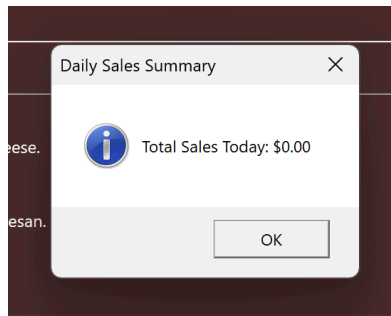 Daily Sales Summary
eese.
Total Sales Today: $0.00
esan.
OK